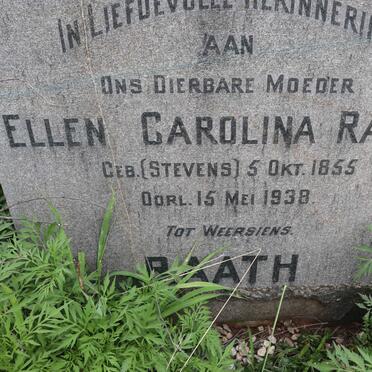 IN LIEFDEVOLLE HERINNERIN
AAN
ONS DIERBARE MOEDER
ELLEN CAROLINA RA
GEB. (STEVENS) 5 OKT. 1855
OORL. 15 MEI 1938.
TOT WEERSIENS.
RAATH